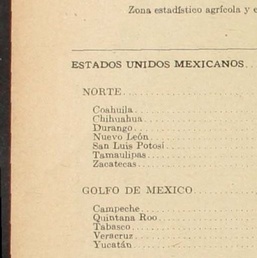 Zona estadístico agrícola y e
ESTADOS UNIDOS MEXICANOS..
NORTE....
Coahuila
Chihuahua
Durango
Nuevo León
San Luis Potosí
Tamaulipas
Zacatecas
GOLFO DE MEXICO
Campeche
Quintana Roo
Tabasco
Veracruz
Yucatán